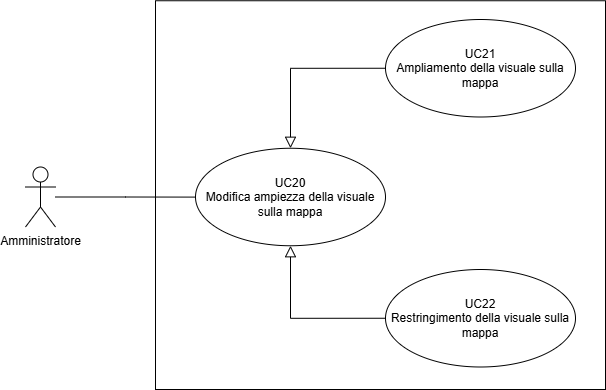 UC21
Ampliamento della visuale sulla
mappa
UC20
Modifica ampiezza della visuale
sulla mappa
Amministratore
UC22
Restringimento della visuale sulla
mappa